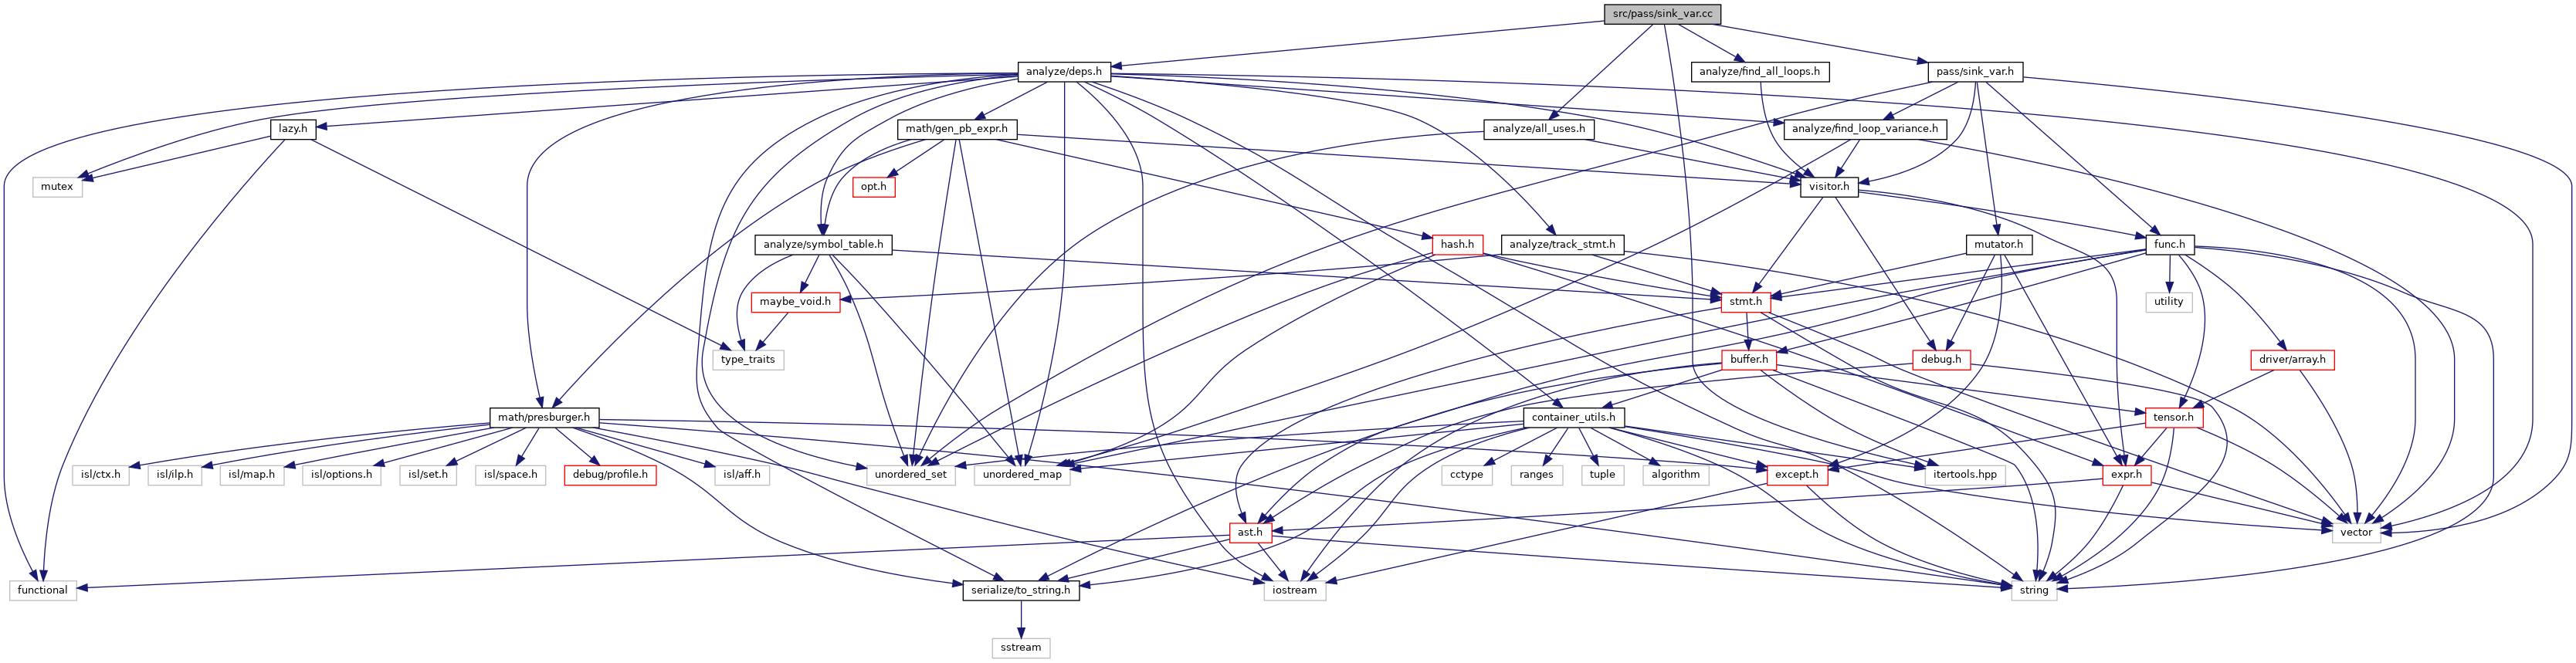 src/pass/sink_var.cc
analyze/deps.h
analyze/find_all_loops.h
pass/sink_var.h
lazy.h
math/gen_pb_expr.h
analyze/all_uses.h
analyze/find_loop_variance.h
mutex
opt.h
visitor.h
analyze/symbol_table.h
hash.h
analyze/track_stmt.h
mutator.h
func.h
maybe_void.h
stmt.h
utility
type_traits
buffer.h
debug.h
driver/array.h
math/presburger.h
container_utils.h
tensor.h
isl/ctx.h
isl/ilp.h
isl/map.h
isl/options.h
isl/set.h
isl/space.h
debug/profile.h
isl/aff.h
unordered_set
unordered_map
cctype
ranges
tuple
algorithm
except.h
itertools.hpp
expr.h
ast.h
vector
functional
serialize/to_string.h
iostream
string
sstream